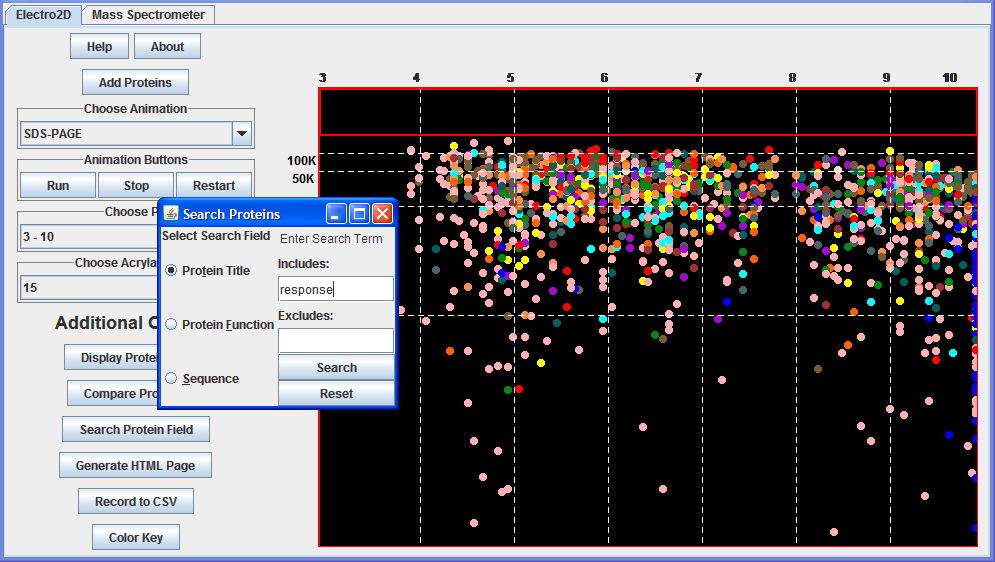 Electro2D
Mass Spectrometer
Help
About
Add Proteins
Choose Animation
SDS-PAGE
Animation Buttons
Run
Stop
Restart
Choose P
3 - 10
Choose Acryla
15
Additional
Display Protei
Compare Pro
Search Protein Field
Generate HTML Page
Record to CSV
Color Key
Search Proteins
Select Search Field
Enter Search Term
Protein Title
Includes:
response
Protein Function
Excludes:
Sequence
Search
Reset
3 4 5 6 7 8 9 10
100K
50K